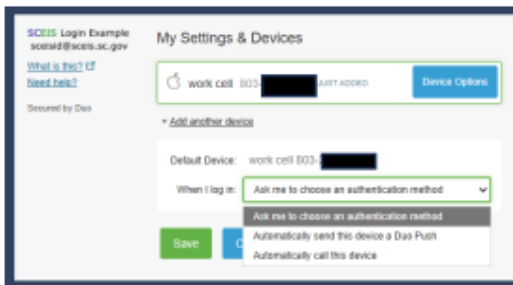 SCEIS Login Example
sceisid@sceis.sc.gov
What is this?
Need help?
Secured by Duo
My Settings & Devices
work cell 803- JUST ADDED
Device Options
+ Add another device
Default Device: work cell 803-
When I log in: Ask me to choose an authentication method
Ask me to choose an authentication method
Automatically send this device a Duo Push
Automatically call this device
Save